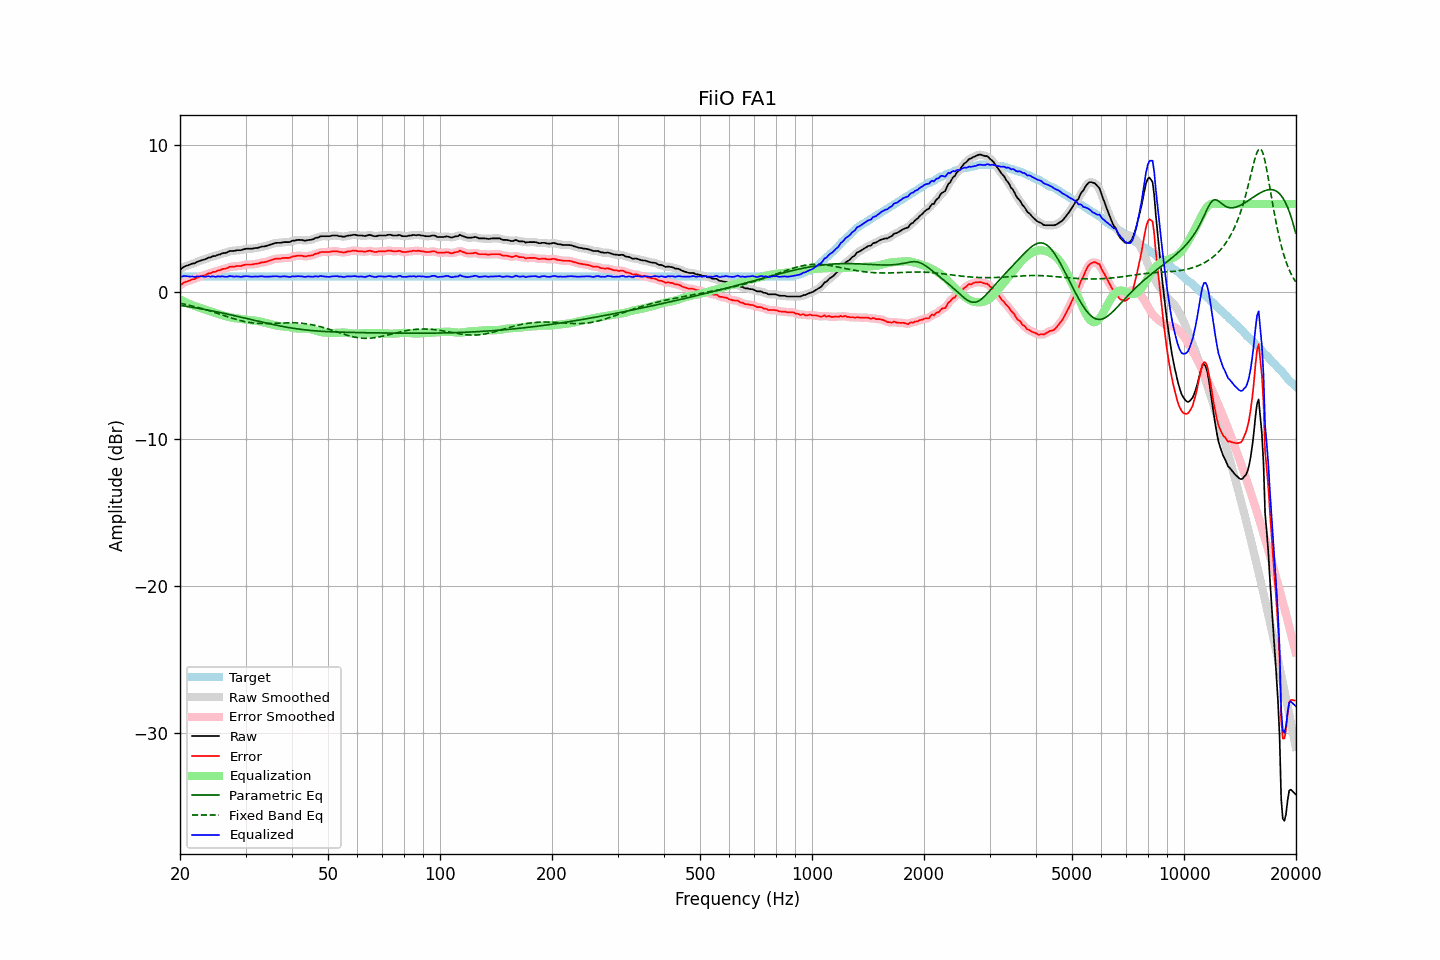 FiiO FA1
10
0
−10
−20
−30
Amplitude (dBr)
Target
Raw Smoothed
Error Smoothed
Raw
Error
Equalization
Parametric Eq
Fixed Band Eq
Equalized
20 50 100 200 500 1000 2000 5000 10000 20000
Frequency (Hz)